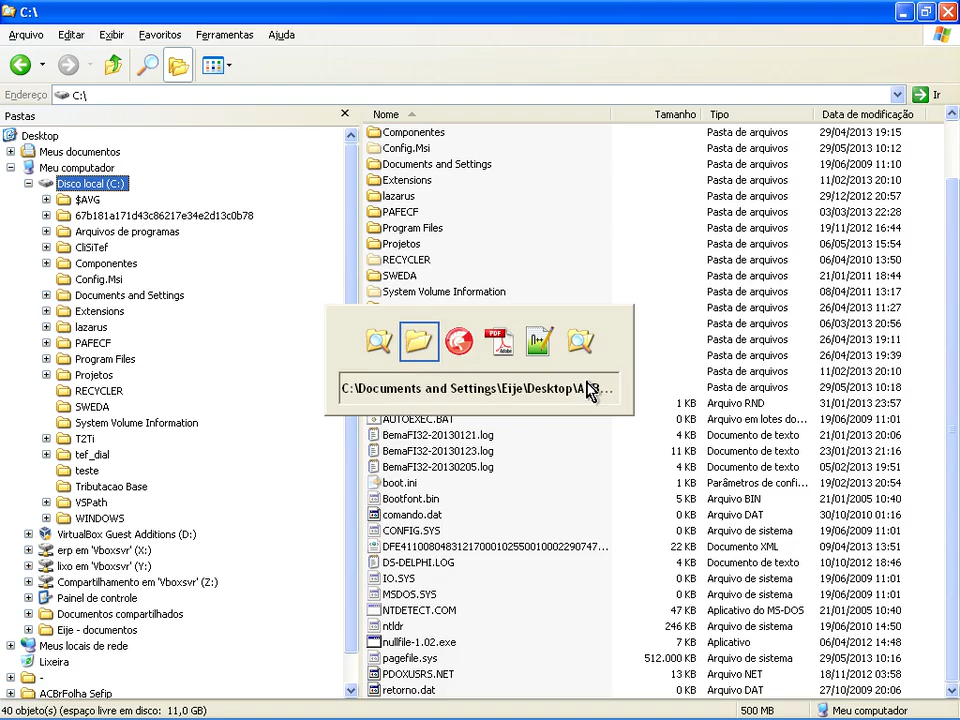 C:\
Arquivo Editar Exibir Favoritos Ferramentas Ajuda
Endereço C:\ Ir
Pastas
Desktop
Meus documentos
Meu computador
Disco local (C:)
$AVG
67b181a171d43c86217e34e2d13c0b78
Arquivos de programas
CliSiTef
Componentes
Config.Msi
Documents and Settings
Extensions
lazarus
PAFECF
Program Files
Projetos
RECYCLER
SWEDA
System Volume Information
T2Ti
tef_dial
teste
Tributacao Base
VSPath
WINDOWS
VirtualBox Guest Additions (D:)
erp em 'Vboxsvr' (X:)
lixo em 'Vboxsvr' (Y:)
Compartilhamento em 'Vboxsvr' (Z:)
Painel de controle
Documentos compartilhados
Eije - documentos
Meus locais de rede
Lixeira
-
ACBrFolha Sefip
Nome Tamanho Tipo Data de modificação
Componentes Pasta de arquivos 29/04/2013 19:15
Config.Msi Pasta de arquivos 29/05/2013 10:12
Documents and Settings Pasta de arquivos 19/06/2009 11:10
Extensions Pasta de arquivos 11/02/2013 20:10
lazarus Pasta de arquivos 29/12/2012 20:57
PAFECF Pasta de arquivos 03/03/2013 22:28
Program Files Pasta de arquivos 19/11/2012 16:44
Projetos Pasta de arquivos 06/05/2013 15:54
RECYCLER Pasta de arquivos 06/04/2010 13:50
SWEDA Pasta de arquivos 21/01/2011 18:44
System Volume Information Pasta de arquivos 08/04/2011 13:17
Pasta de arquivos 26/04/2013 11:27
Pasta de arquivos 06/03/2013 20:56
Pasta de arquivos 26/04/2013 19:11
Pasta de arquivos 26/04/2013 19:39
Pasta de arquivos 11/02/2013 20:10
Pasta de arquivos 29/05/2013 10:18
1 KB Arquivo RND 31/01/2013 23:57
AUTOEXEC.BAT 0 KB Arquivo em lotes do... 19/06/2009 11:01
BemaFI32-20130121.log 4 KB Documento de texto 21/01/2013 20:06
BemaFI32-20130123.log 11 KB Documento de texto 23/01/2013 21:16
BemaFI32-20130205.log 4 KB Documento de texto 05/02/2013 19:51
boot.ini 1 KB Parâmetros de confi... 19/02/2013 20:54
Bootfont.bin 5 KB Arquivo BIN 21/01/2005 10:40
comando.dat 0 KB Arquivo DAT 30/10/2010 01:16
CONFIG.SYS 0 KB Arquivo de sistema 19/06/2009 11:01
DFE41100804831217000102550010002290747... 22 KB Documento XML 09/04/2013 13:51
DS-DELPHI.LOG 4 KB Documento de texto 10/10/2012 18:46
IO.SYS 0 KB Arquivo de sistema 19/06/2009 11:01
MSDOS.SYS 0 KB Arquivo de sistema 19/06/2009 11:01
NTDETECT.COM 47 KB Aplicativo do MS-DOS 21/01/2005 10:40
ntldr 246 KB Arquivo de sistema 19/06/2010 14:50
nullfile-1.02.exe 7 KB Aplicativo 06/04/2012 14:48
pagefile.sys 512.000 KB Arquivo de sistema 29/05/2013 10:16
PDOXUSRS.NET 13 KB Arquivo NET 18/11/2012 03:58
retorno.dat 0 KB Arquivo DAT 27/10/2009 20:06
PDF
Adobe
C:\Documents and Settings\Eije\Desktop\
40 objeto(s) (espaço livre em disco: 11,0 GB) 500 MB Meu computador